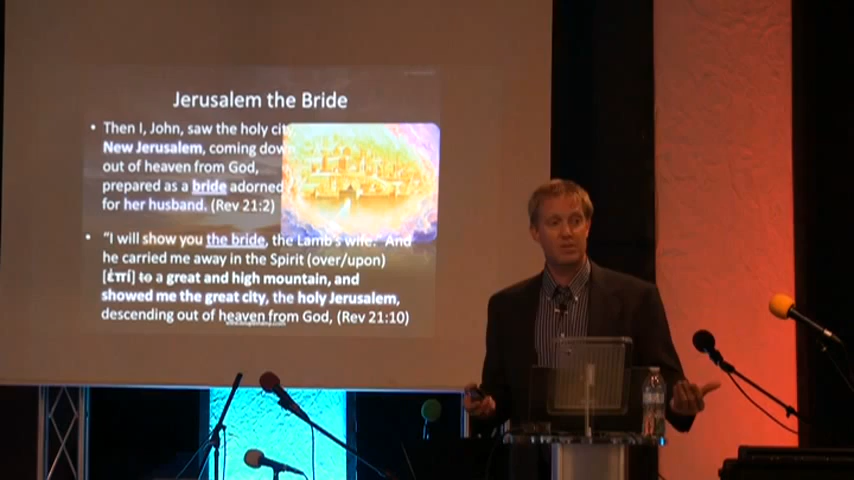 Jerusalem the Bride
• Then I, John, saw the holy city
New Jerusalem, coming down
out of heaven from God,
prepared as a bride adorned
for her husband. (Rev 21:2)
• “I will show you the bride, the Lamb's wife.” And
he carried me away in the Spirit (over/upon)
[ἐπί] to a great and high mountain, and
showed me the great city, the holy Jerusalem,
descending out of heaven from God, (Rev 21:10)